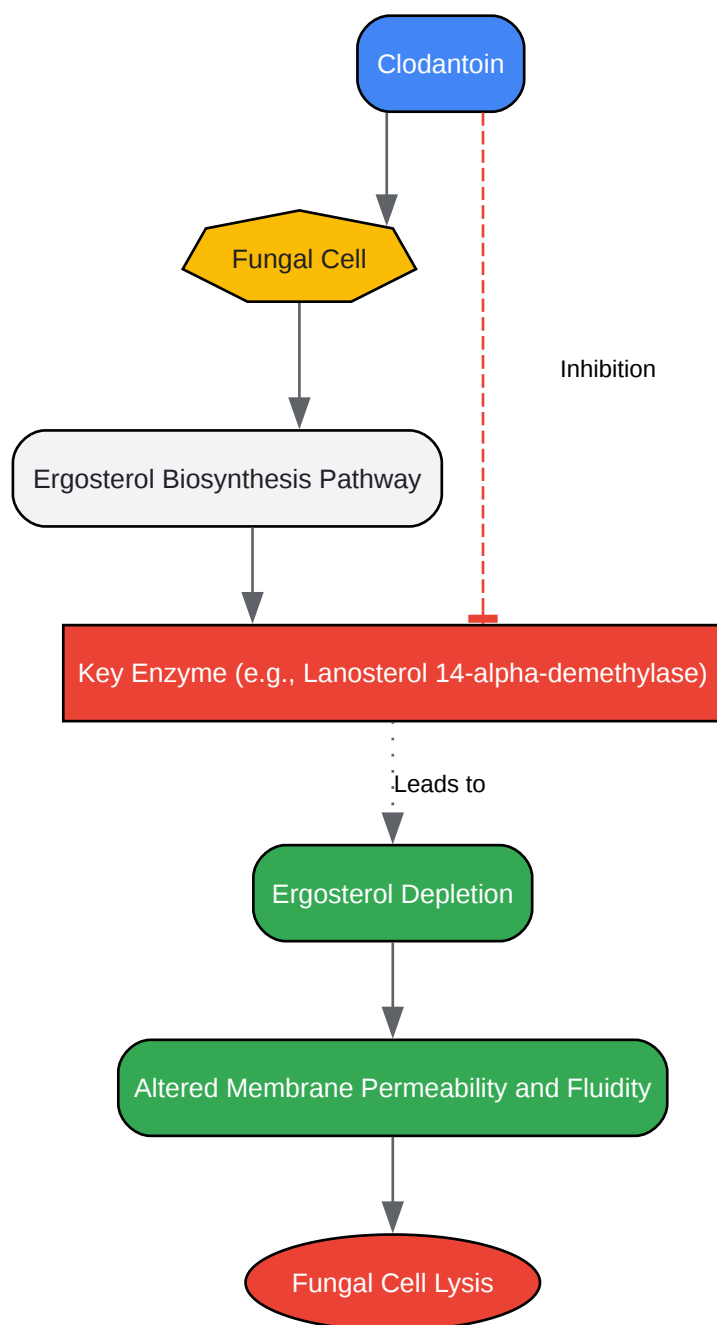 Clodantoin
Fungal Cell
Inhibition
Ergosterol Biosynthesis Pathway
Key Enzyme (e.g., Lanosterol 14-alpha-demethylase)
Leads to
Ergosterol Depletion
Altered Membrane Permeability and Fluidity
Fungal Cell Lysis